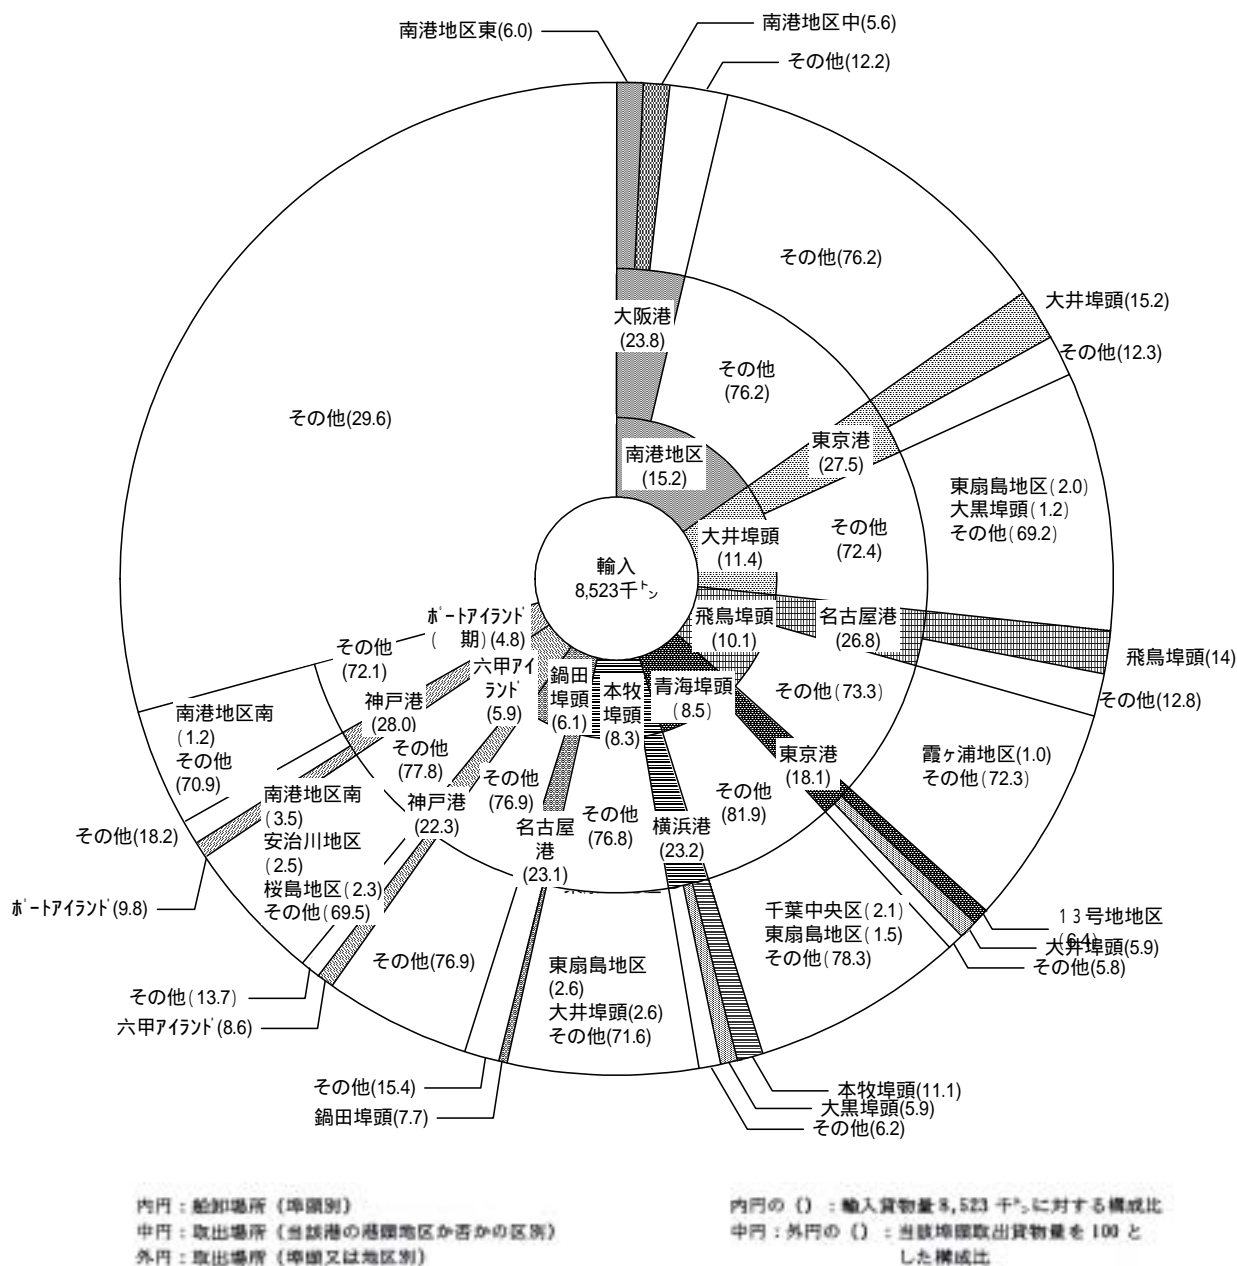 南港地区東(6.0)
南港地区中(5.6)
その他(12.2)
その他(76.2)
大井埠頭(15.2)
その他(12.3)
その他(29.6)
大阪港
(23.8)
その他
(76.2)
東京港
(27.5)
南港地区
(15.2)
東扇島地区(2.0)
大黒埠頭(1.2)
その他(69.2)
大井埠頭
(11.4)
その他
(72.4)
輸入
8,523千㌧
飛鳥埠頭
(10.1)
名古屋港
(26.8)
飛鳥埠頭(14)
その他(12.8)
ﾎﾟｰﾄｱｲﾗﾝﾄﾞ
(　期)(4.8)
その他
(72.1)
六甲アイ
ランド
(5.9)
鍋田
埠頭
(6.1)
本牧
埠頭
(8.3)
青海埠頭
(8.5)
その他(73.3)
神戸港
(28.0)
南港地区南
(1.2)
その他
(70.9)
その他
(77.8)
その他
(76.9)
その他
(76.8)
その他
(81.9)
東京港
(18.1)
霞ヶ浦地区(1.0)
その他(72.3)
南港地区南
(3.5)
安治川地区
(2.5)
桜島地区(2.3)
その他(69.5)
神戸港
(22.3)
名古屋
港
(23.1)
横浜港
(23.2)
その他(18.2)
ﾎﾟｰﾄｱｲﾗﾝﾄﾞ(9.8)
千葉中央区(2.1)
東扇島地区(1.5)
その他(78.3)
13号地地区
(6.4)
大井埠頭(5.9)
その他(5.8)
その他(76.9)
東扇島地区
(2.6)
大井埠頭(2.6)
その他(71.6)
その他(13.7)
六甲ｱｲﾗﾝﾄﾞ(8.6)
その他(15.4)
鍋田埠頭(7.7)
本牧埠頭(11.1)
大黒埠頭(5.9)
その他(6.2)
内円：船卸場所（埠頭別）
中円：取出場所（当該港の港頭地区か否かの区別）
外円：取出場所（埠頭又は地区別）
内円の（）：輸入貨物量8,523 千㌧に対する構成比
中円：外円の（）：当該埠頭取出貨物量を100 と
した構成比